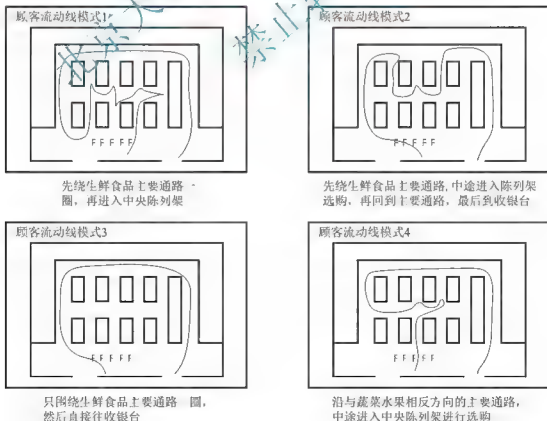 顾客流动线模式1
顾客流动线模式2
F F F F F
F F F F F
先绕生鲜食品主要通路一
圈，再进入中央陈列架
先绕生鲜食品主要通路，中途进入陈列架
选购，再回到主要通路，最后到收银台
顾客流动线模式3
顾客流动线模式4
F F F F F
F F F F F
只围绕生鲜食品主要通路一圈，
然后直接往收银台
沿与蔬菜水果相反方向的主要通路，
中途进入中央陈列架进行选购